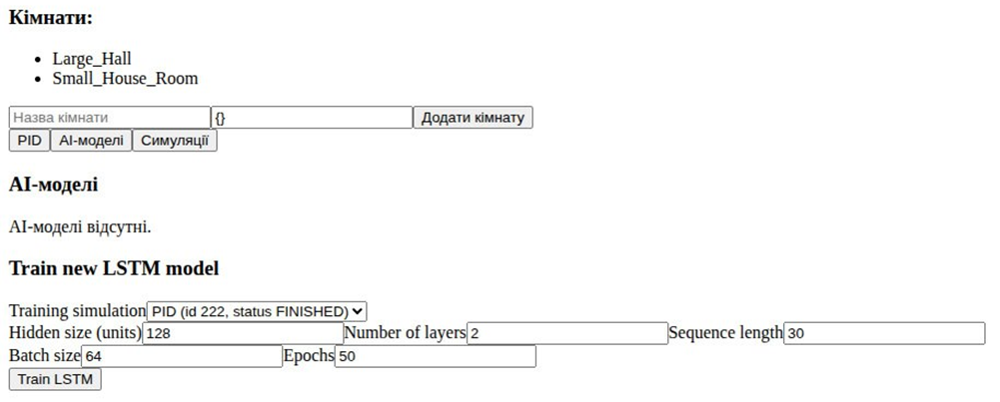 Кімнати:
Large_Hall
Small_House_Room
Назва кімнати {} Додати кімнату
PID AI-моделі Симуляції
AI-моделі
AI-моделі відсутні.
Train new LSTM model
Training simulation PID (id 222, status FINISHED)
Hidden size (units) 128 Number of layers 2 Sequence length 30
Batch size 64 Epochs 50
Train LSTM